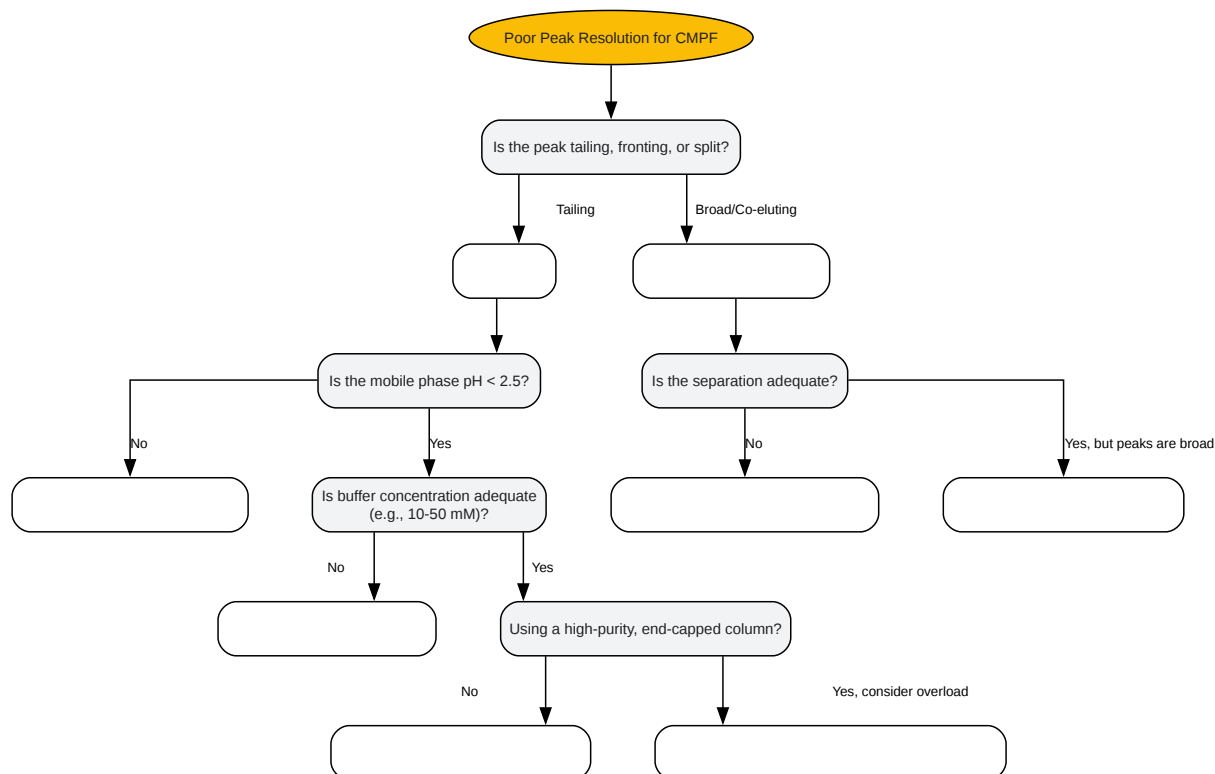 Poor Peak Resolution for CMPF
Is the peak tailing, fronting, or split?
Tailing
Broad/Co-eluting
Is the mobile phase pH < 2.5?
Is the separation adequate?
No
Yes
No
Yes, but peaks are broad
Is buffer concentration adequate
(e.g., 10-50 mM)?
No
Yes
Using a high-purity, end-capped column?
No
Yes, consider overload